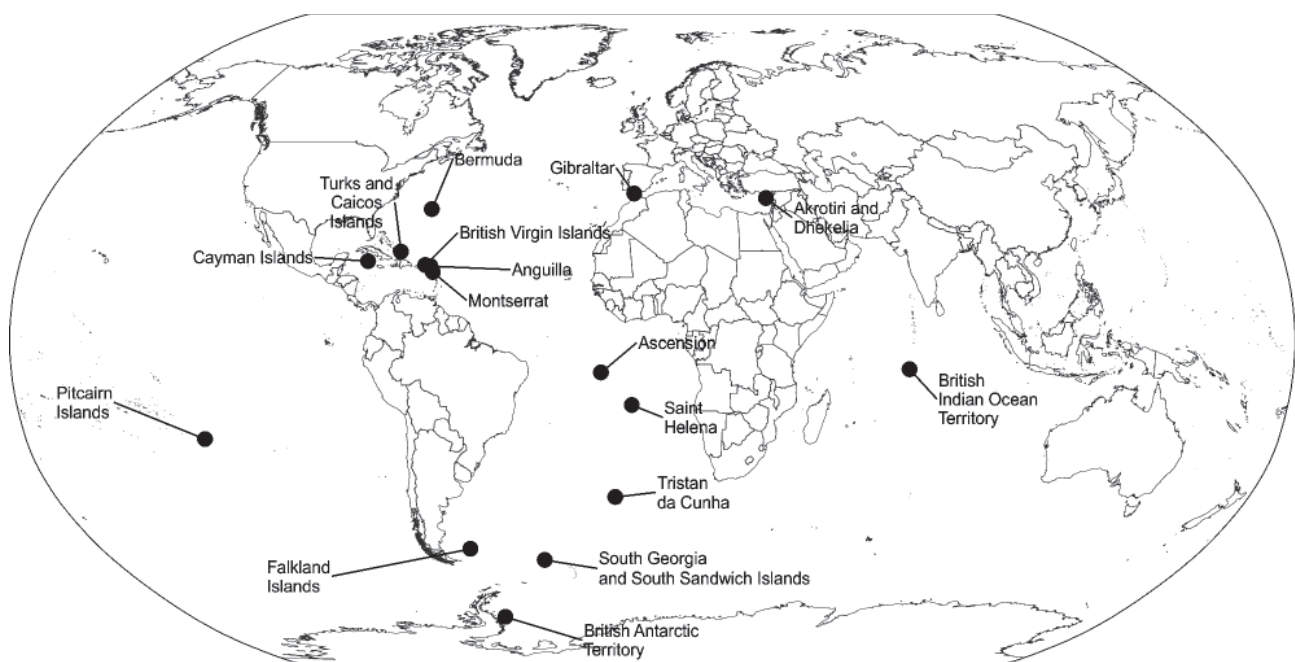 Bermuda
Gibraltar
Turks and
Caicos
Islands
Akrotiri and
Dhekelia
British Virgin Islands
Cayman Islands
Anguilla
Montserrat
Ascension
British
Indian Ocean
Territory
Pitcairn
Islands
Saint
Helena
Tristan
da Cunha
Falkland
Islands
South Georgia
and South Sandwich Islands
British Antarctic
Territory